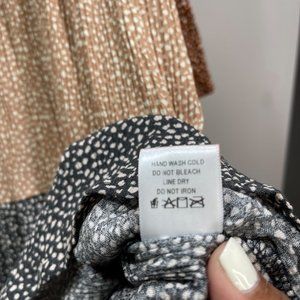 HAND WASH COLD
DO NOT BLEACH
LINE DRY
DO NOT IRON